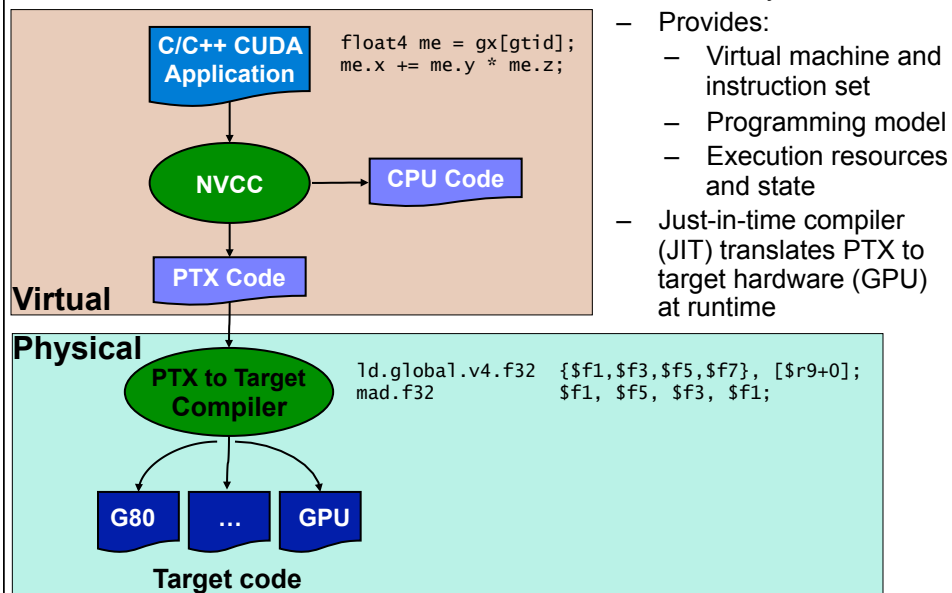 C/C++ CUDA
Application
float4 me = gx[gtid];
me.x += me.y * me.z;
NVCC
CPU Code
PTX Code
Virtual
– Provides:
– Virtual machine and
instruction set
– Programming model
– Execution resources
and state
– Just-in-time compiler
(JIT) translates PTX to
target hardware (GPU)
at runtime
Physical
PTX to Target
Compiler
ld.global.v4.f32 {$f1,$f3,$f5,$f7}, [$r9+0];
mad.f32 $f1, $f5, $f3, $f1;
G80
...
GPU
Target code